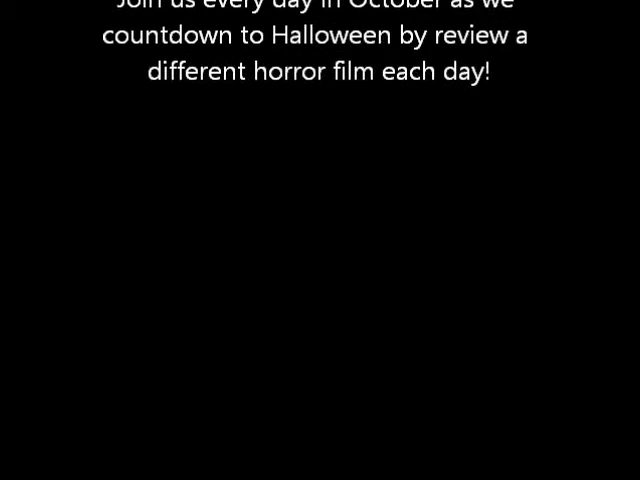 Join us every day in October as we
countdown to Halloween by review a
different horror film each day!